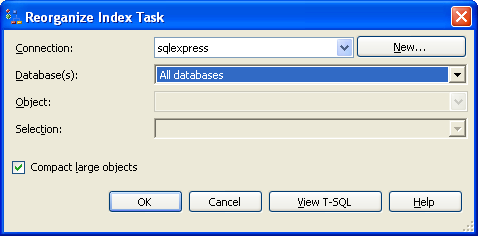 Reorganize Index Task
Connection: sqlexpress New...
Database(s): All databases
Object:
Selection:
Compact large objects
OK Cancel View T-SQL Help